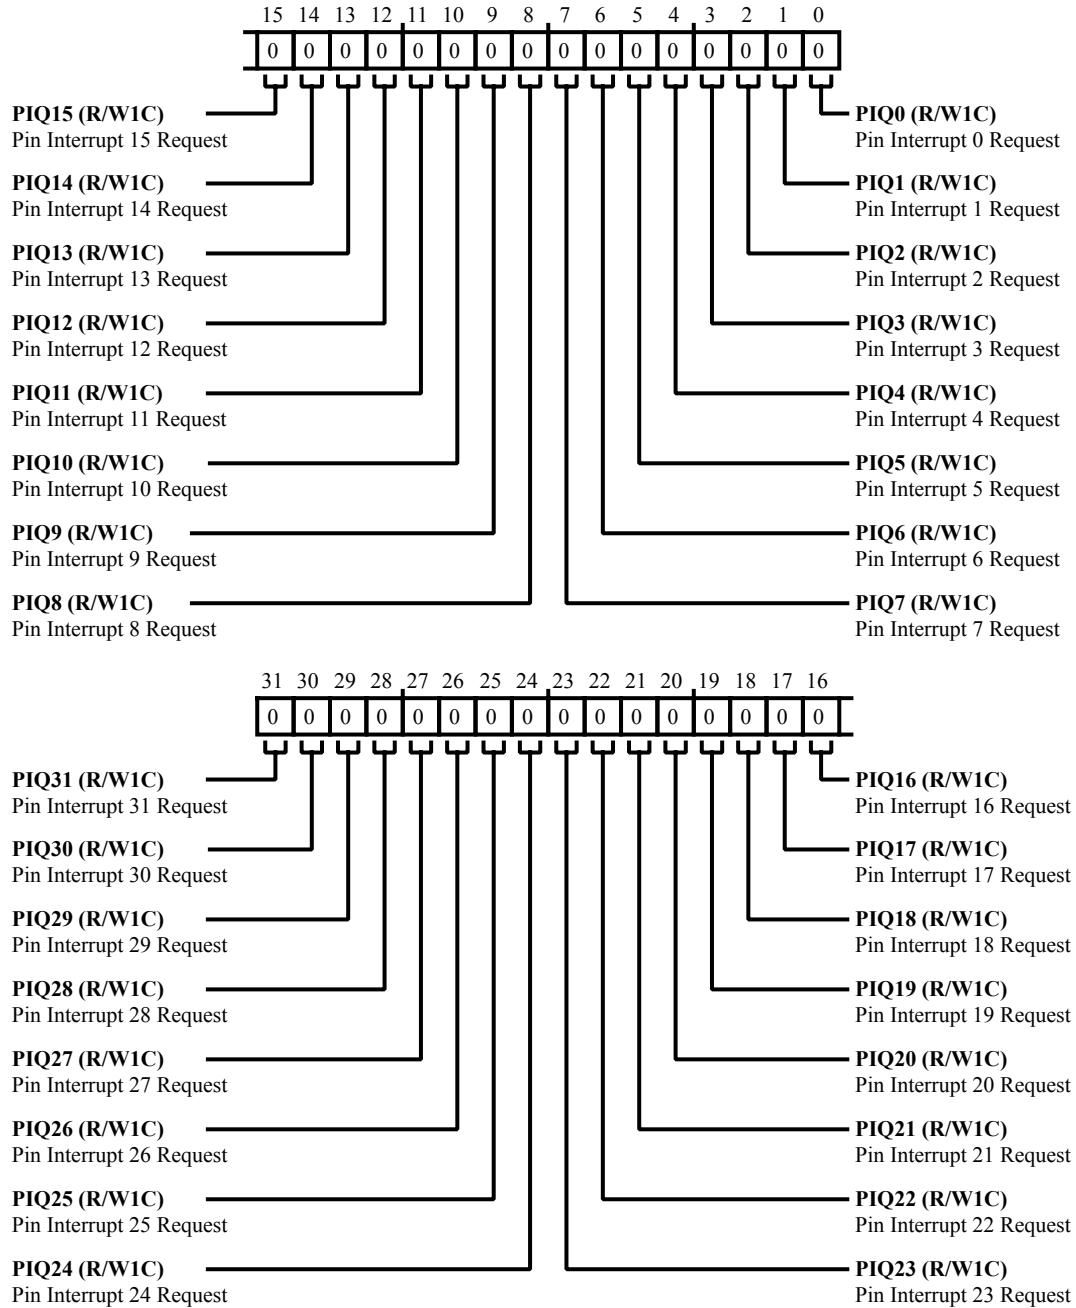 15 14 13 12 11 10 9 8 7 6 5 4 3 2 1 0
0 0 0 0 0 0 0 0 0 0 0 0 0 0 0 0
PIQ15 (R/W1C)
Pin Interrupt 15 Request
PIQ14 (R/W1C)
Pin Interrupt 14 Request
PIQ13 (R/W1C)
Pin Interrupt 13 Request
PIQ12 (R/W1C)
Pin Interrupt 12 Request
PIQ11 (R/W1C)
Pin Interrupt 11 Request
PIQ10 (R/W1C)
Pin Interrupt 10 Request
PIQ9 (R/W1C)
Pin Interrupt 9 Request
PIQ8 (R/W1C)
Pin Interrupt 8 Request
PIQ0 (R/W1C)
Pin Interrupt 0 Request
PIQ1 (R/W1C)
Pin Interrupt 1 Request
PIQ2 (R/W1C)
Pin Interrupt 2 Request
PIQ3 (R/W1C)
Pin Interrupt 3 Request
PIQ4 (R/W1C)
Pin Interrupt 4 Request
PIQ5 (R/W1C)
Pin Interrupt 5 Request
PIQ6 (R/W1C)
Pin Interrupt 6 Request
PIQ7 (R/W1C)
Pin Interrupt 7 Request
31 30 29 28 27 26 25 24 23 22 21 20 19 18 17 16
0 0 0 0 0 0 0 0 0 0 0 0 0 0 0 0
PIQ31 (R/W1C)
Pin Interrupt 31 Request
PIQ30 (R/W1C)
Pin Interrupt 30 Request
PIQ29 (R/W1C)
Pin Interrupt 29 Request
PIQ28 (R/W1C)
Pin Interrupt 28 Request
PIQ27 (R/W1C)
Pin Interrupt 27 Request
PIQ26 (R/W1C)
Pin Interrupt 26 Request
PIQ25 (R/W1C)
Pin Interrupt 25 Request
PIQ24 (R/W1C)
Pin Interrupt 24 Request
PIQ16 (R/W1C)
Pin Interrupt 16 Request
PIQ17 (R/W1C)
Pin Interrupt 17 Request
PIQ18 (R/W1C)
Pin Interrupt 18 Request
PIQ19 (R/W1C)
Pin Interrupt 19 Request
PIQ20 (R/W1C)
Pin Interrupt 20 Request
PIQ21 (R/W1C)
Pin Interrupt 21 Request
PIQ22 (R/W1C)
Pin Interrupt 22 Request
PIQ23 (R/W1C)
Pin Interrupt 23 Request